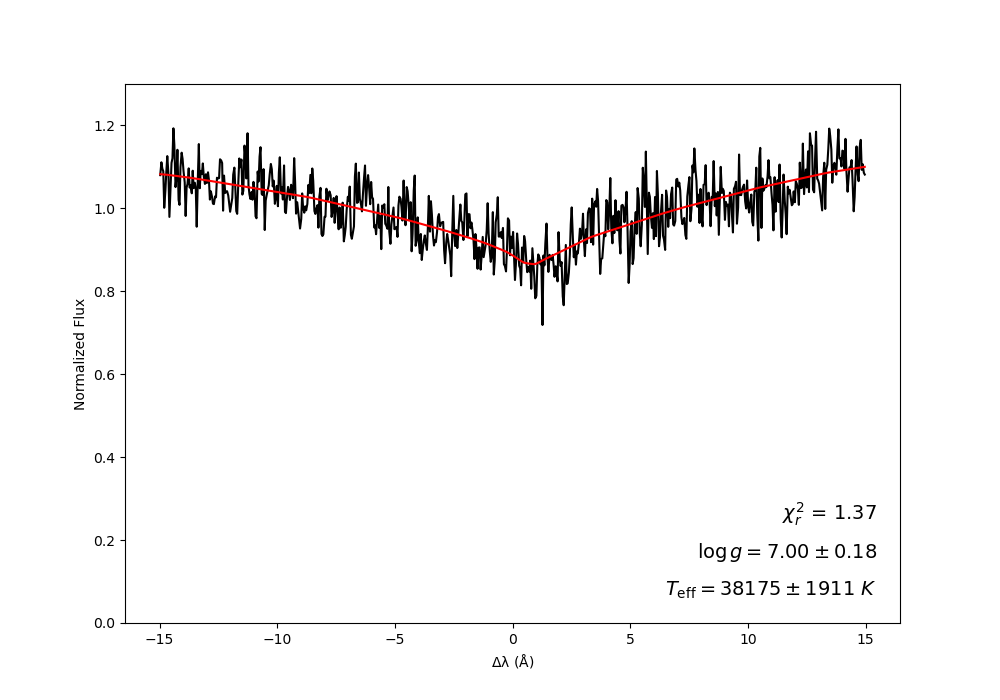 1.2
1.0
0.8
0.6
0.4
0.2
0.0
Normalized Flux
χ²ᵣ = 1.37
log g = 7.00 ± 0.18
T_eff = 38175 ± 1911 K
−15 −10 −5 0 5 10 15
Δλ (Å)